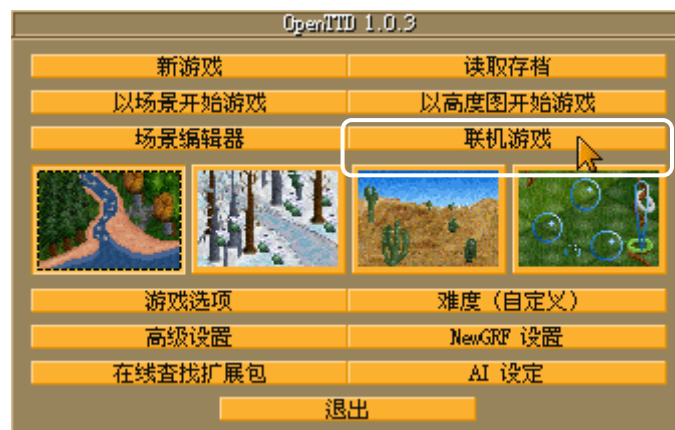 OpenTTD 1.0.3
新游戏 读取存档
以场景开始游戏 以高度图开始游戏
场景编辑器 联机游戏
游戏选项 难度（自定义）
高级设置 NewGRF 设置
在线查找扩展包 AI 设定
退出